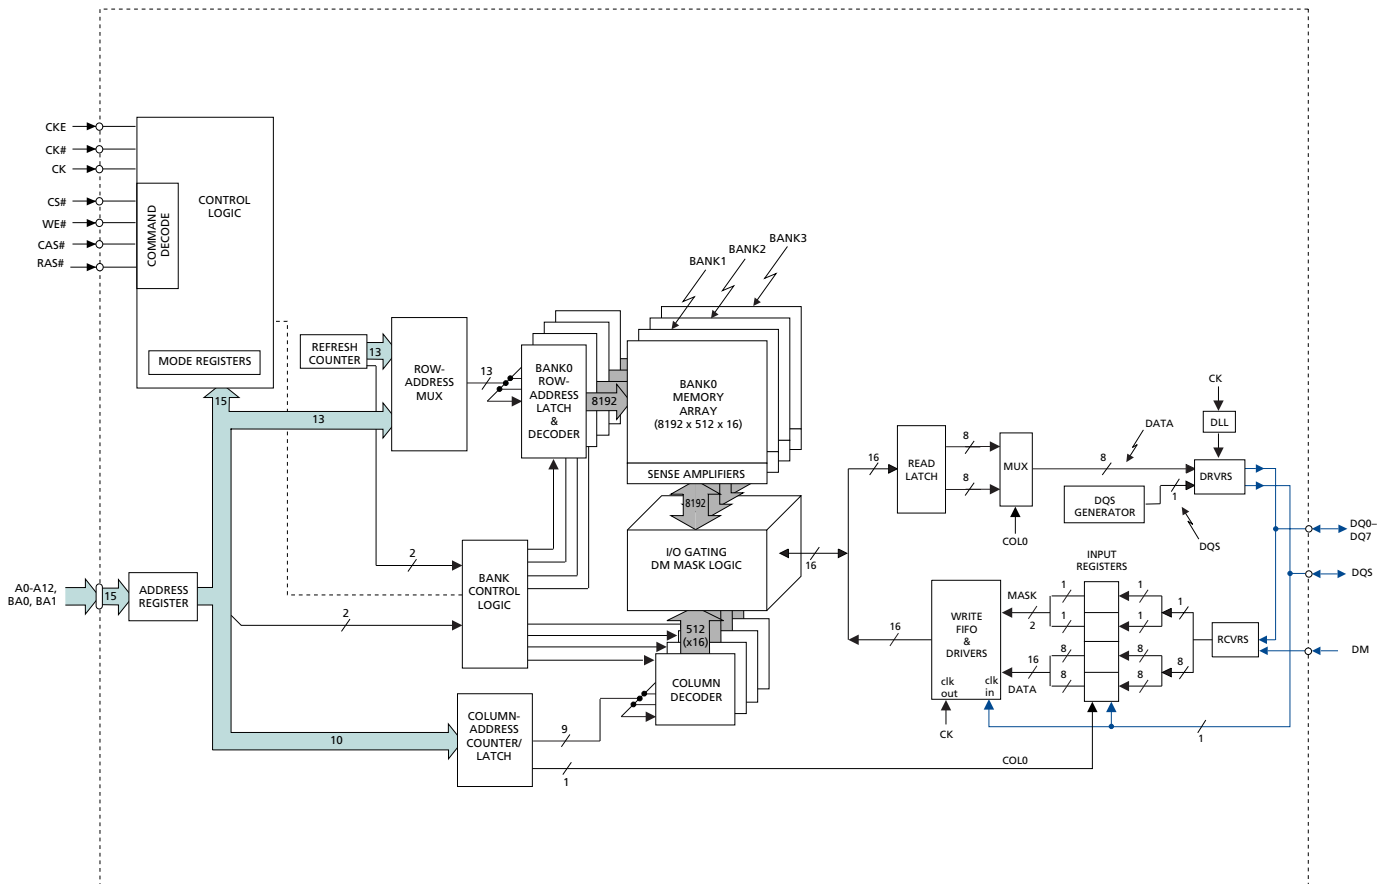 CKE
CK#
CK
CS#
WE#
CAS#
RAS#
COMMAND
DECODE
CONTROL
LOGIC
MODE REGISTERS
15
REFRESH
COUNTER
13
13
ROW-
ADDRESS
MUX
13
BANK0
ROW-
ADDRESS
LATCH
&
DECODER
8192
BANK1
BANK2
BANK3
BANK0
MEMORY
ARRAY
(8192 x 512 x 16)
SENSE AMPLIFIERS
8192
I/O GATING
DM MASK LOGIC
16
512
(x16)
COLUMN
DECODER
2
BANK
CONTROL
LOGIC
2
A0-A12,
BA0, BA1
15
ADDRESS
REGISTER
10
COLUMN-
ADDRESS
COUNTER/
LATCH
9
1
COL0
16
READ
LATCH
8
8
MUX
COL0
8
DATA
DQS
GENERATOR
1
DQS
CK
DLL
DRVRS
DQ0–
DQ7
DQS
DM
RCVRS
INPUT
REGISTERS
1
1
8
8
1
1
8
8
1
8
MASK
2
16
DATA
WRITE
FIFO
&
DRIVERS
clk
out
clk
in
CK
16
1